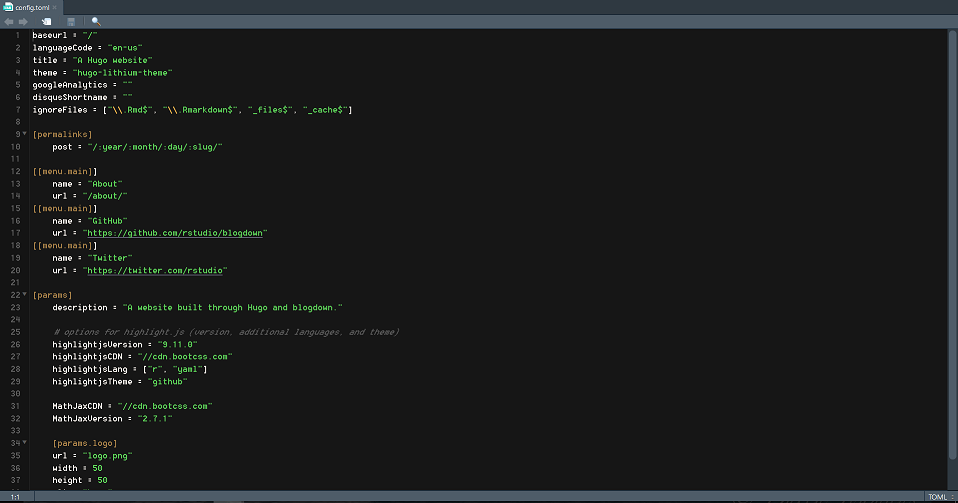 config.toml
1 baseurl = "/"
2 languageCode = "en-us"
3 title = "A Hugo website"
4 theme = "hugo-lithium-theme"
5 googleAnalytics = ""
6 disqusShortname = ""
7 ignoreFiles = ["\\.Rmd$", "\\.Rmarkdown$", "_files$", "_cache$"]
8
9 [permalinks]
10 post = "/:year/:month/:day/:slug/"
11
12 [[menu.main]]
13 name = "About"
14 url = "/about/"
15 [[menu.main]]
16 name = "GitHub"
17 url = "https://github.com/rstudio/blogdown"
18 [[menu.main]]
19 name = "Twitter"
20 url = "https://twitter.com/rstudio"
21
22 [params]
23 description = "A website built through Hugo and blogdown."
24
25 # options for highlight.js (version, additional languages, and theme)
26 highlightjsVersion = "9.11.0"
27 highlightjsCDN = "//cdn.bootcss.com"
28 highlightjsLang = ["r", "yaml"]
29 highlightjsTheme = "github"
30
31 MathJaxCDN = "//cdn.bootcss.com"
32 MathJaxVersion = "2.7.1"
33
34 [params.logo]
35 url = "logo.png"
36 width = 50
37 height = 50
1:1 TOML